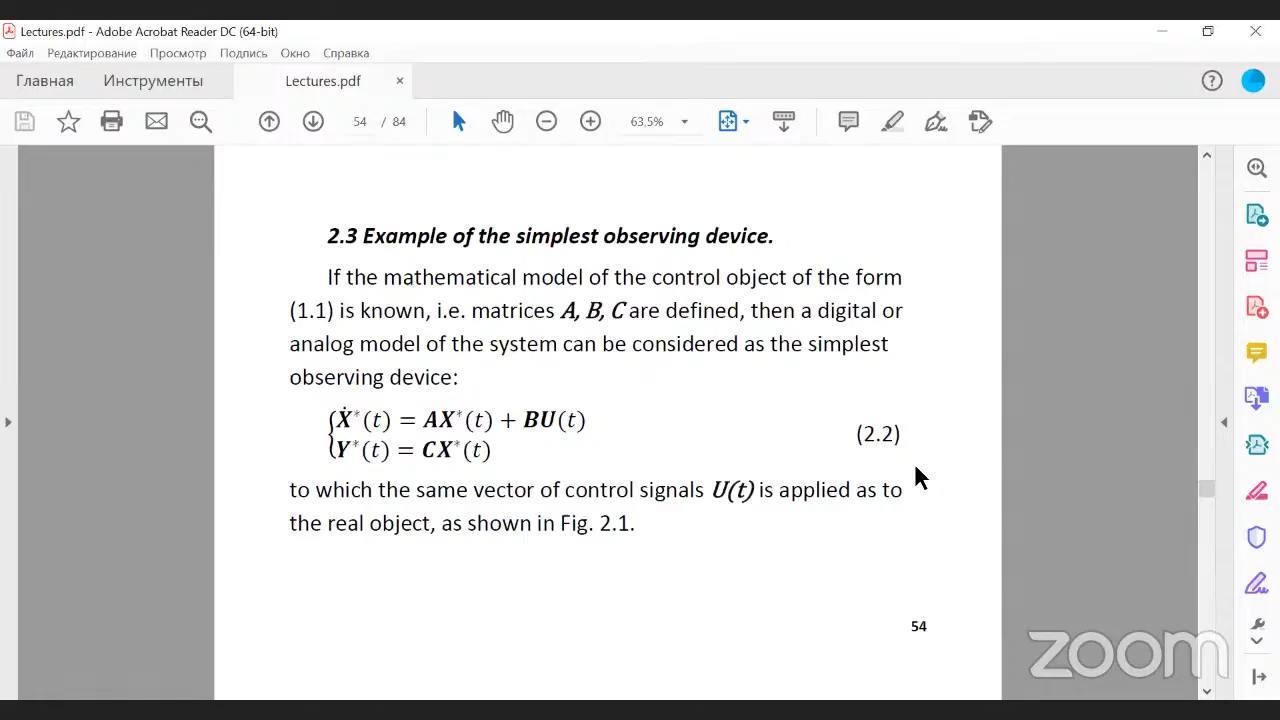 Lectures.pdf - Adobe Acrobat Reader DC (64-bit)
Файл Редактирование Просмотр Подпись Окно Справка
Главная Инструменты Lectures.pdf ×
54 / 84 63,5%
2.3 Example of the simplest observing device.
If the mathematical model of the control object of the form
(1.1) is known, i.e. matrices A, B, C are defined, then a digital or
analog model of the system can be considered as the simplest
observing device:
Ẋ*(t) = AX*(t) + BU(t)
Y*(t) = CX*(t)
(2.2)
to which the same vector of control signals U(t) is applied as to
the real object, as shown in Fig. 2.1.
54
zoom